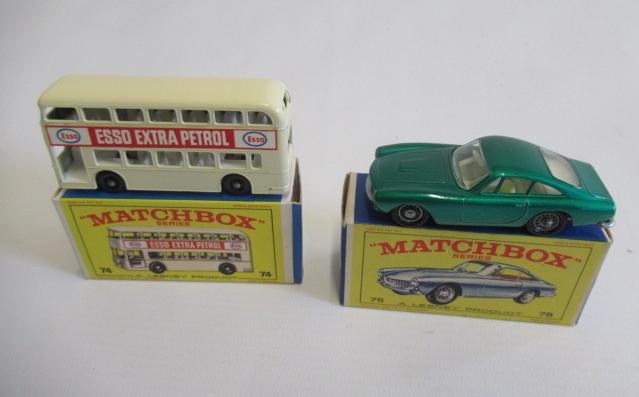 Esso ESSO EXTRA PETROL Esso
"MATCHBOX"
SERIES
ESSO EXTRA PETROL
74 74
A LESNEY PRODUCT
"MATCHBOX"
SERIES
75 75
A LESNEY PRODUCT